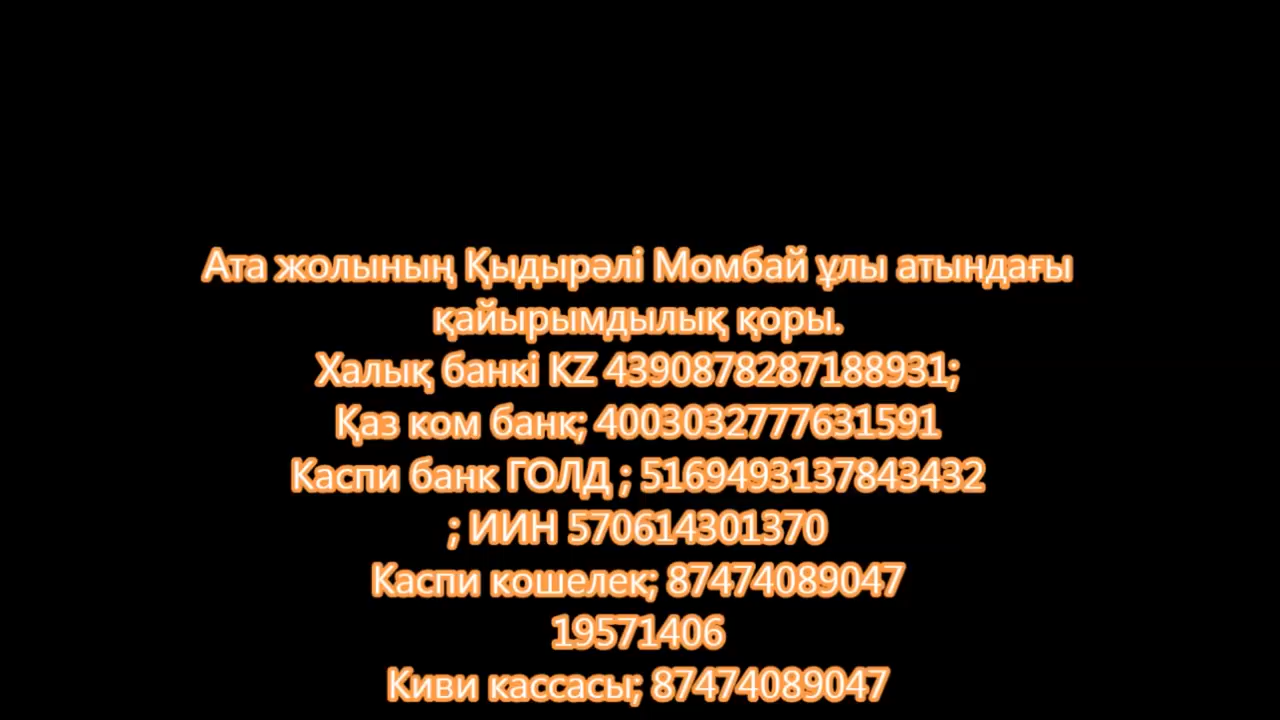 Ата жолының Қыдырәлі Момбай ұлы атындағы
қайырымдылық қоры.
Халық банкі KZ 4390878287188931;
Қаз ком банк; 4003032777631591
Каспи банк ГОЛД ; 5169493137843432
; ИИН 570614301370
Каспи кошелек; 87474089047
19571406
Киви кассасы; 87474089047